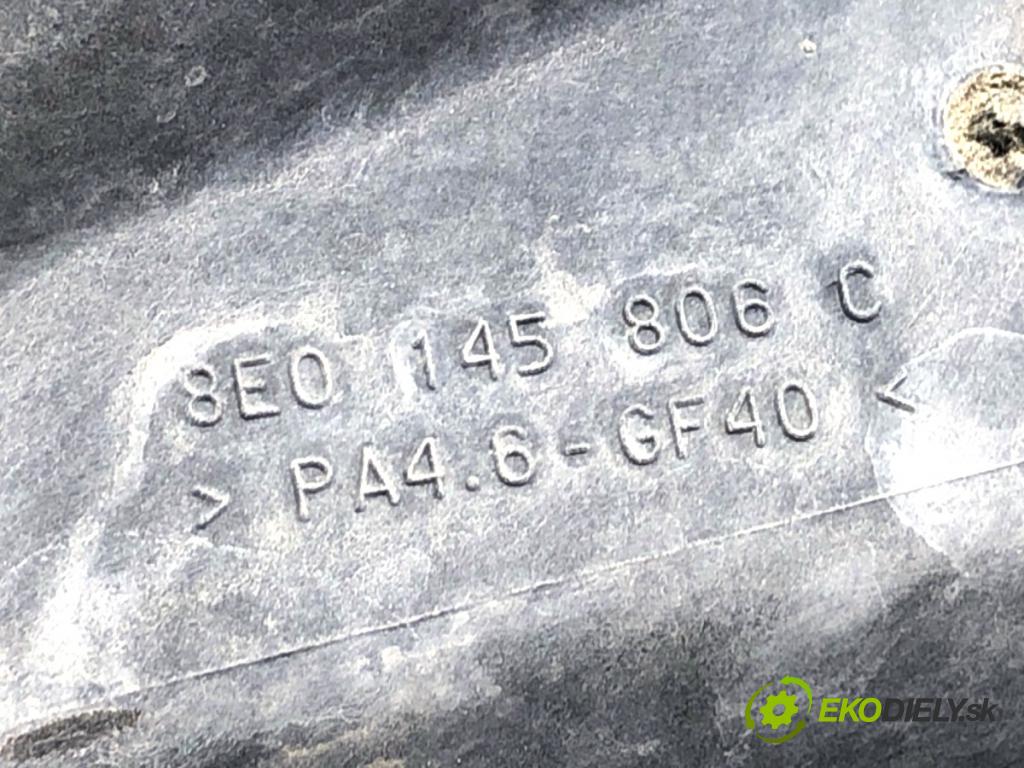 8E0 145 806 C
> PA4.6-GF40 <
EKODIELY.sk